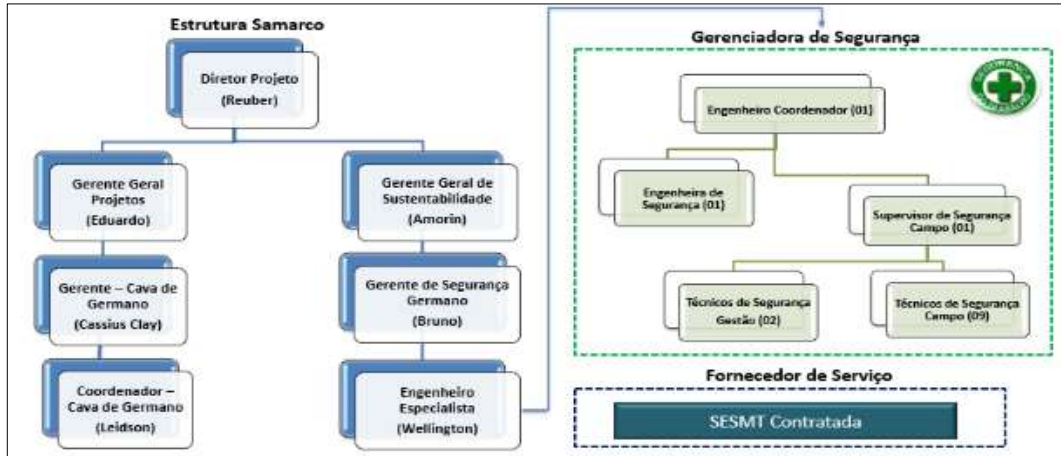 Estrutura Samarco
Diretor Projeto
(Reuber)
Gerente Geral
Projetos
(Eduardo)
Gerente Geral de
Sustentabilidade
(Amorin)
Gerente – Cava de
Germano
(Cassius Clay)
Gerente de Segurança
Germano
(Bruno)
Coordenador –
Cava de Germano
(Leidson)
Engenheiro
Especialista
(Wellington)
Gerenciadora de Segurança
SEGURANÇA
Engenheiro Coordenador (01)
Engenheira de
Segurança (01)
Supervisor de Segurança
Campo (01)
Técnicos de Segurança
Gestão (02)
Técnicos de Segurança
Campo (09)
Fornecedor de Serviço
SESMT Contratada